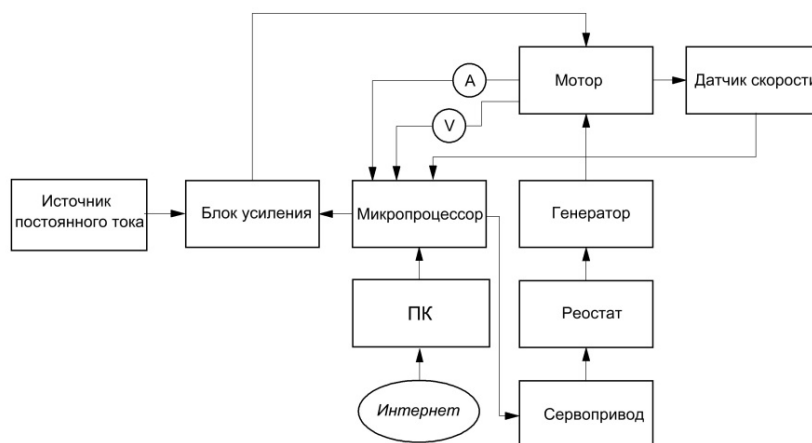 Мотор
Датчик скорости
A
V
Источник
постоянного тока
Блок усиления
Микропроцессор
Генератор
ПК
Реостат
Интернет
Сервопривод